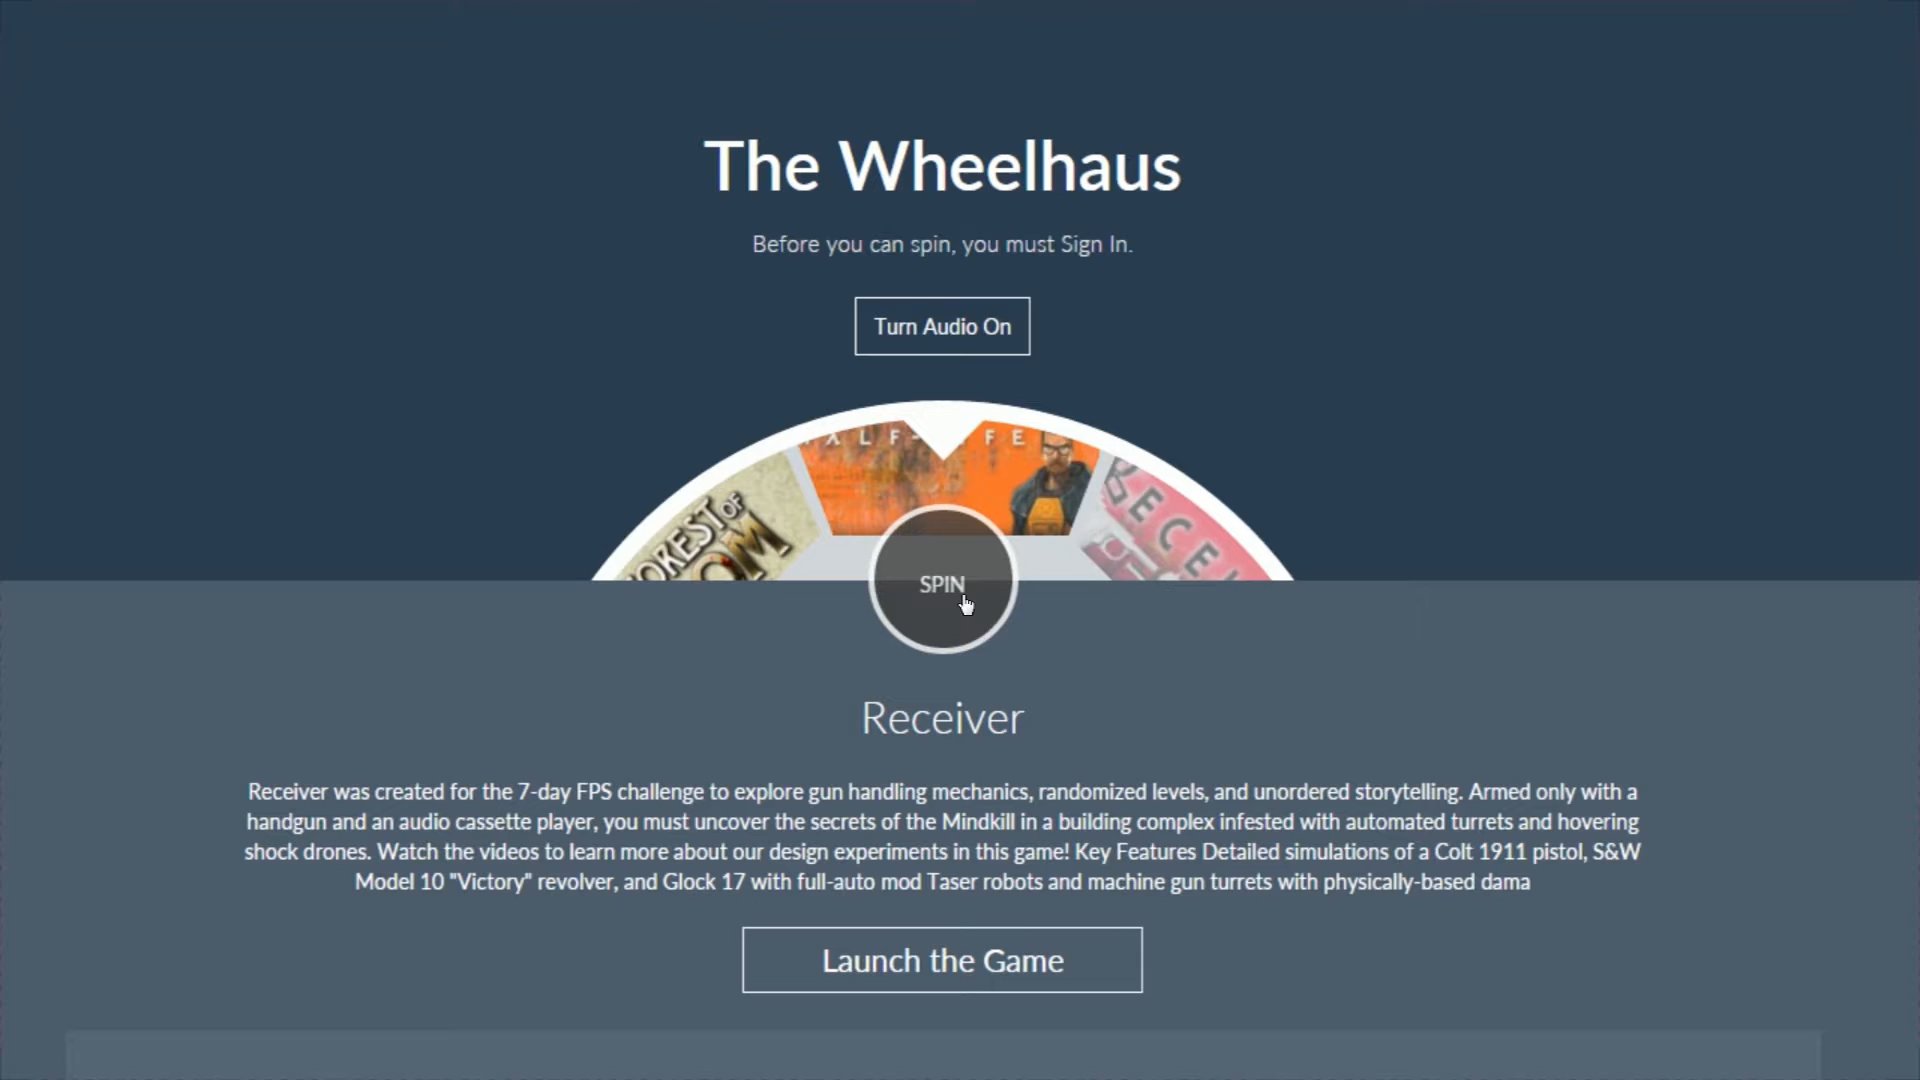 The Wheelhaus
Before you can spin, you must Sign In.
Turn Audio On
ALF- FE
FOREST OF
RECEI
SPIN
Receiver
Receiver was created for the 7-day FPS challenge to explore gun handling mechanics, randomized levels, and unordered storytelling. Armed only with a
handgun and an audio cassette player, you must uncover the secrets of the Mindkill in a building complex infested with automated turrets and hovering
shock drones. Watch the videos to learn more about our design experiments in this game! Key Features Detailed simulations of a Colt 1911 pistol, S&W
Model 10 "Victory" revolver, and Glock 17 with full-auto mod Taser robots and machine gun turrets with physically-based dama
Launch the Game